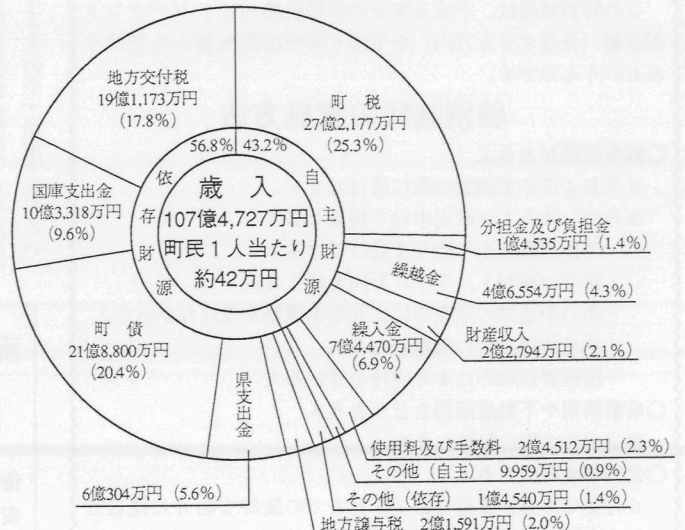 地方交付税
19億1,173万円
(17.8%)
町 税
27億2,177万円
(25.3%)
56.8% 43.2%
依存財源
自主財源
歳 入
107億4,727万円
町民1人当たり
約42万円
国庫支出金
10億3,318万円
(9.6%)
分担金及び負担金
1億4,535万円(1.4%)
繰越金
4億6,554万円(4.3%)
町 債
21億8,800万円
(20.4%)
繰入金
7億4,470万円
(6.9%)
財産収入
2億2,794万円(2.1%)
県支出金
6億304万円(5.6%)
使用料及び手数料 2億4,512万円(2.3%)
その他(自主) 9,959万円(0.9%)
その他(依存) 1億4,540万円(1.4%)
地方譲与税 2億1,591万円(2.0%)